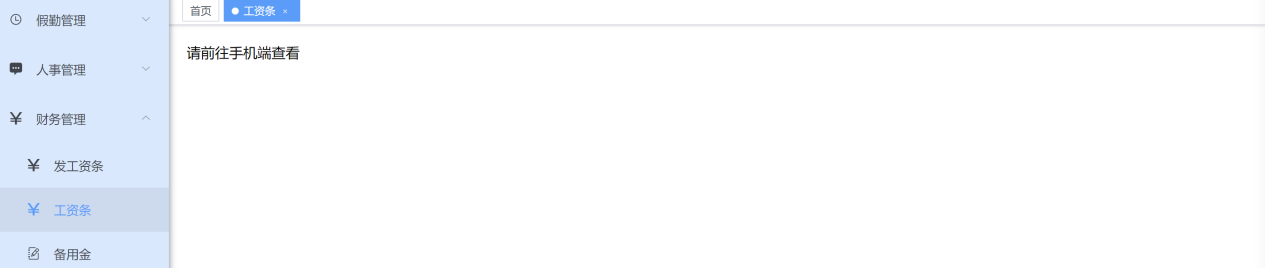 假勤管理
人事管理
财务管理
发工资条
工资条
备用金
首页
工资条 ×
请前往手机端查看